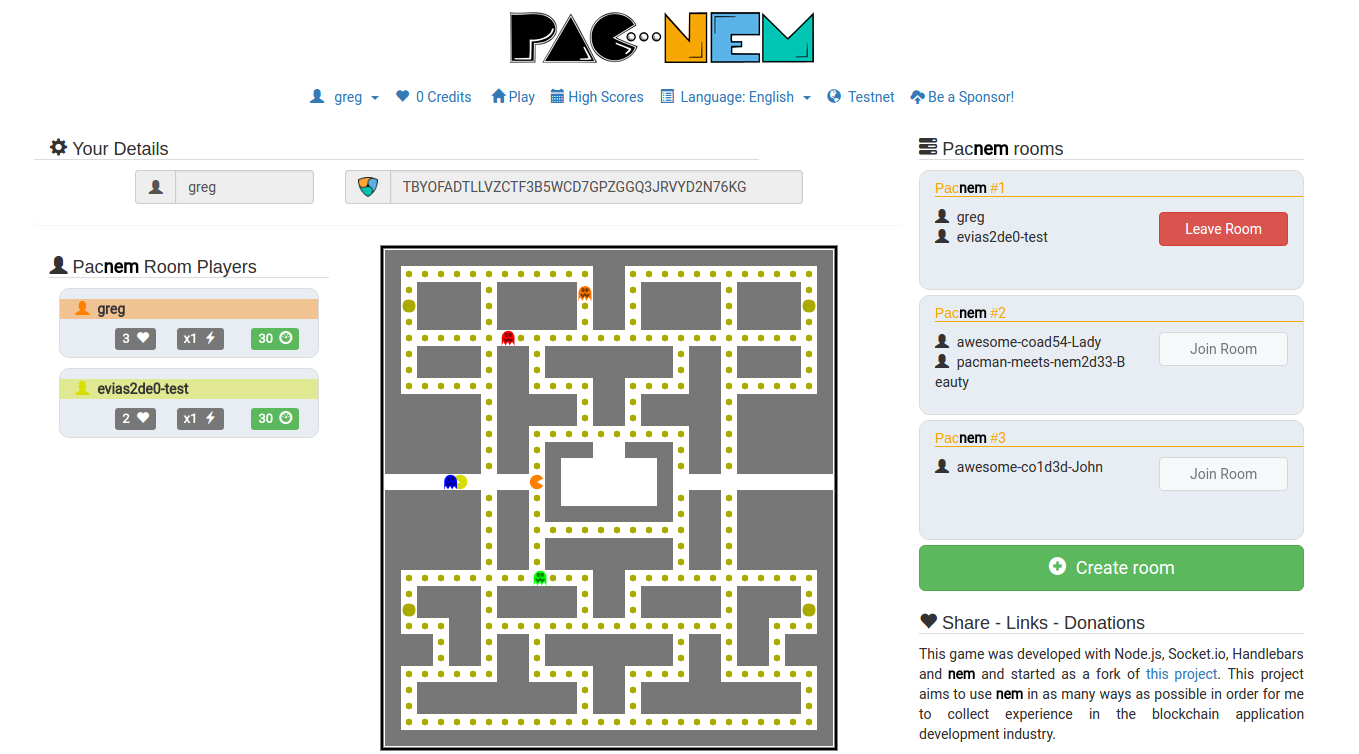 PAC NEM
greg 0 Credits Play High Scores Language: English Testnet Be a Sponsor!
Your Details
greg TBYOFADTLLVZCTF3B5WCD7GPZGGQ3JRVYD2N76KG
Pacnem Room Players
greg
3 x1 30
evias2de0-test
2 x1 30
Pacnem rooms
Pacnem #1
greg
evias2de0-test
Leave Room
Pacnem #2
awesome-coad54-Lady
pacman-meets-nem2d33-B
eauty
Join Room
Pacnem #3
awesome-co1d3d-John
Join Room
Create room
Share - Links - Donations
This game was developed with Node.js, Socket.io, Handlebars
and nem and started as a fork of this project. This project
aims to use nem in as many ways as possible in order for me
to collect experience in the blockchain application
development industry.